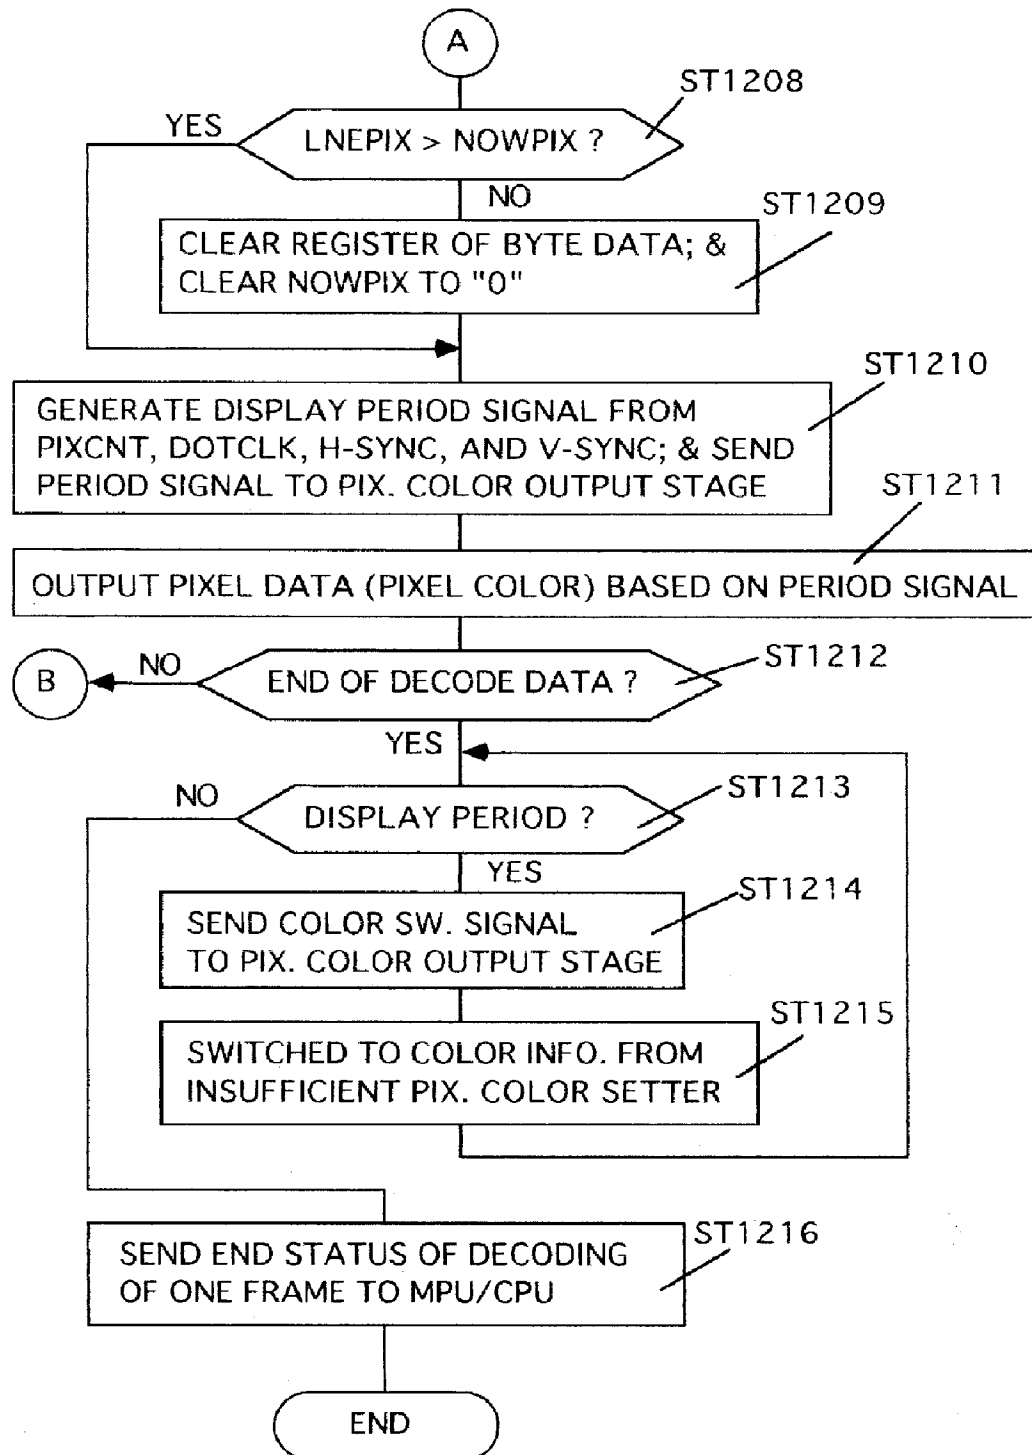 A
ST1208
YES
LNEPIX > NOWPIX ?
NO
ST1209
CLEAR REGISTER OF BYTE DATA; &
CLEAR NOWPIX TO "0"
ST1210
GENERATE DISPLAY PERIOD SIGNAL FROM
PIXCNT, DOTCLK, H-SYNC, AND V-SYNC; & SEND
PERIOD SIGNAL TO PIX. COLOR OUTPUT STAGE
ST1211
OUTPUT PIXEL DATA (PIXEL COLOR) BASED ON PERIOD SIGNAL
ST1212
B
NO
END OF DECODE DATA ?
YES
ST1213
NO
DISPLAY PERIOD ?
YES
ST1214
SEND COLOR SW. SIGNAL
TO PIX. COLOR OUTPUT STAGE
ST1215
SWITCHED TO COLOR INFO. FROM
INSUFFICIENT PIX. COLOR SETTER
ST1216
SEND END STATUS OF DECODING
OF ONE FRAME TO MPU/CPU
END